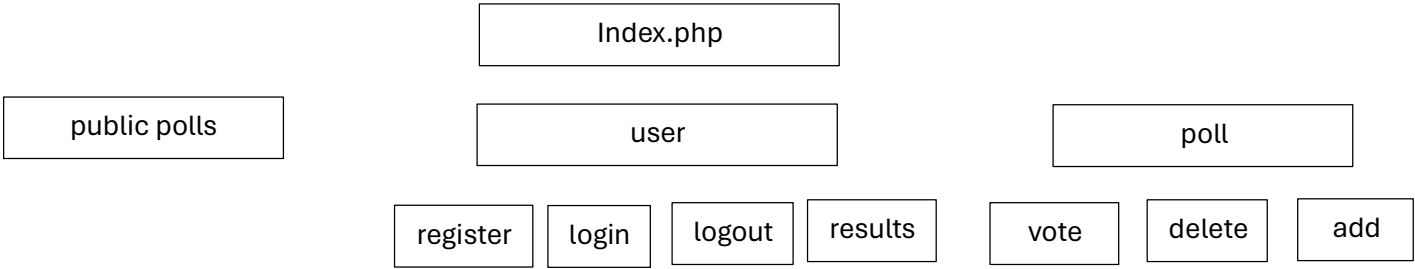 Index.php
public polls
user
poll
register
login
logout
results
vote
delete
add